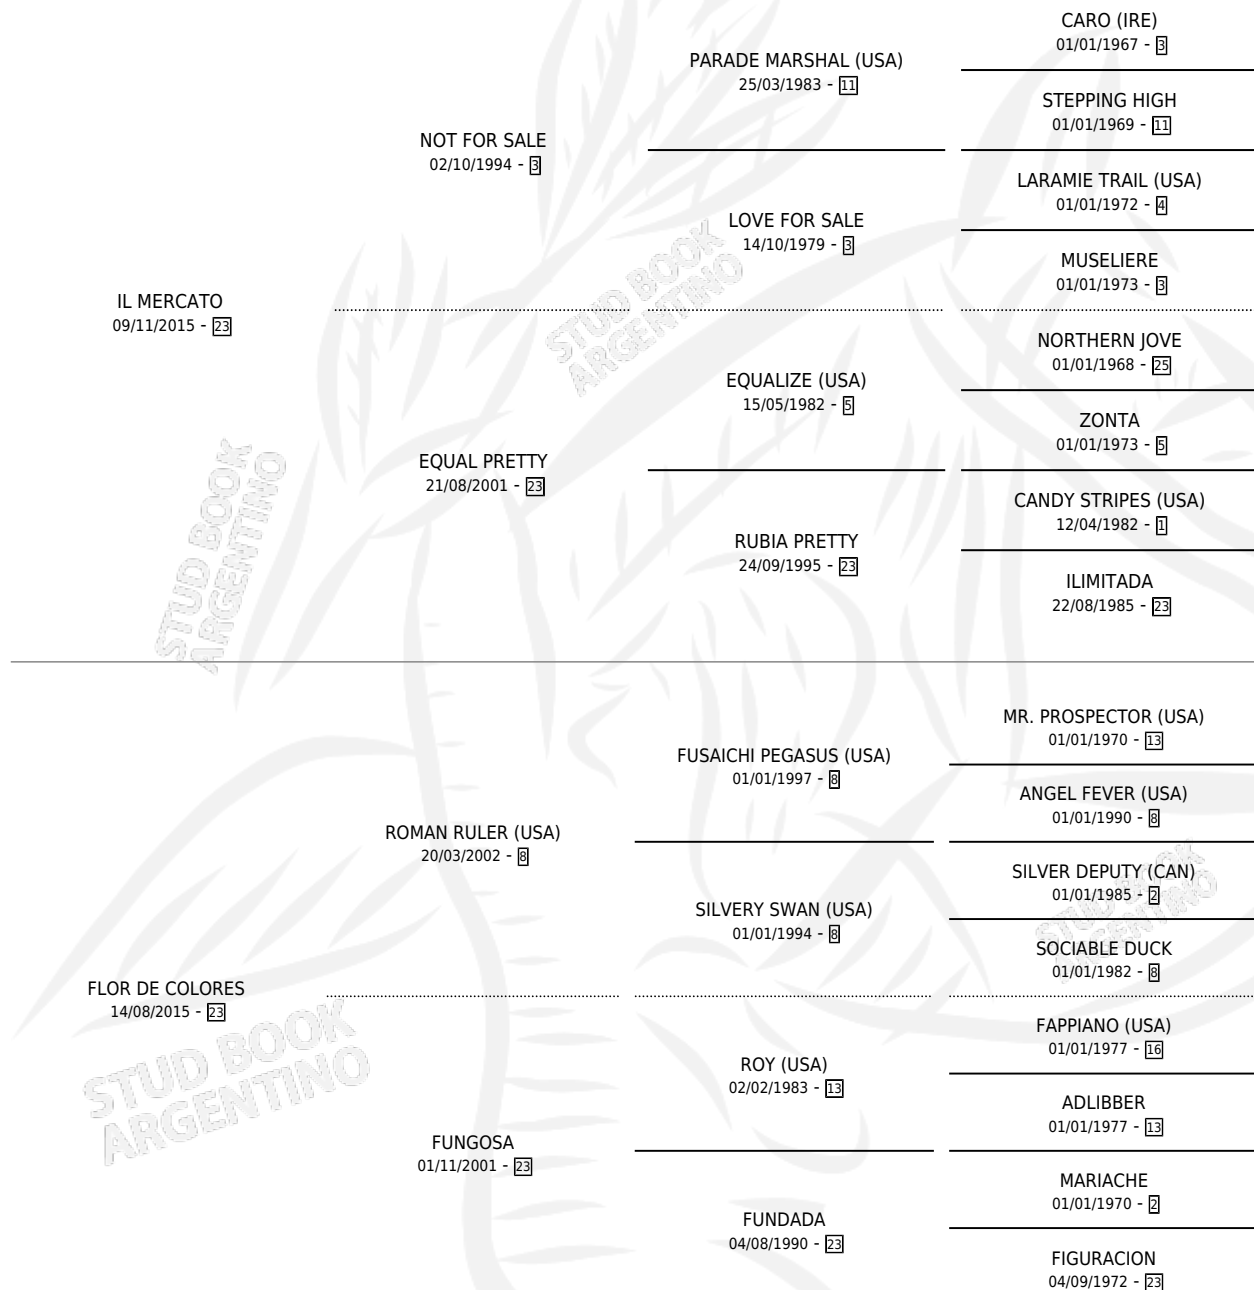 CARO (IRE)
01/01/1967 - 3
PARADE MARSHAL (USA)
25/03/1983 - 11
STEPPING HIGH
01/01/1969 - 11
NOT FOR SALE
02/10/1994 - 3
LARAMIE TRAIL (USA)
01/01/1972 - 4
LOVE FOR SALE
14/10/1979 - 3
MUSELIERE
01/01/1973 - 3
IL MERCATO
09/11/2015 - 23
NORTHERN JOVE
01/01/1968 - 25
EQUALIZE (USA)
15/05/1982 - 5
ZONTA
01/01/1973 - 5
EQUAL PRETTY
21/08/2001 - 23
CANDY STRIPES (USA)
12/04/1982 - 1
RUBIA PRETTY
24/09/1995 - 23
ILIMITADA
22/08/1985 - 23
MR. PROSPECTOR (USA)
01/01/1970 - 13
FUSAICHI PEGASUS (USA)
01/01/1997 - 8
ANGEL FEVER (USA)
01/01/1990 - 8
ROMAN RULER (USA)
20/03/2002 - 8
SILVER DEPUTY (CAN)
01/01/1985 - 2
SILVERY SWAN (USA)
01/01/1994 - 8
SOCIABLE DUCK
01/01/1982 - 8
FLOR DE COLORES
14/08/2015 - 23
FAPPIANO (USA)
01/01/1977 - 16
ROY (USA)
02/02/1983 - 13
ADLIBBER
01/01/1977 - 13
FUNGOSA
01/11/2001 - 23
MARIACHE
01/01/1970 - 2
FUNDADA
04/08/1990 - 23
FIGURACION
04/09/1972 - 23
STUD BOOK
ARGENTINO
STUD BOOK
ARGENTINO
STUD BOOK
ARGENTINO
STUD BOOK
ARGENTINO